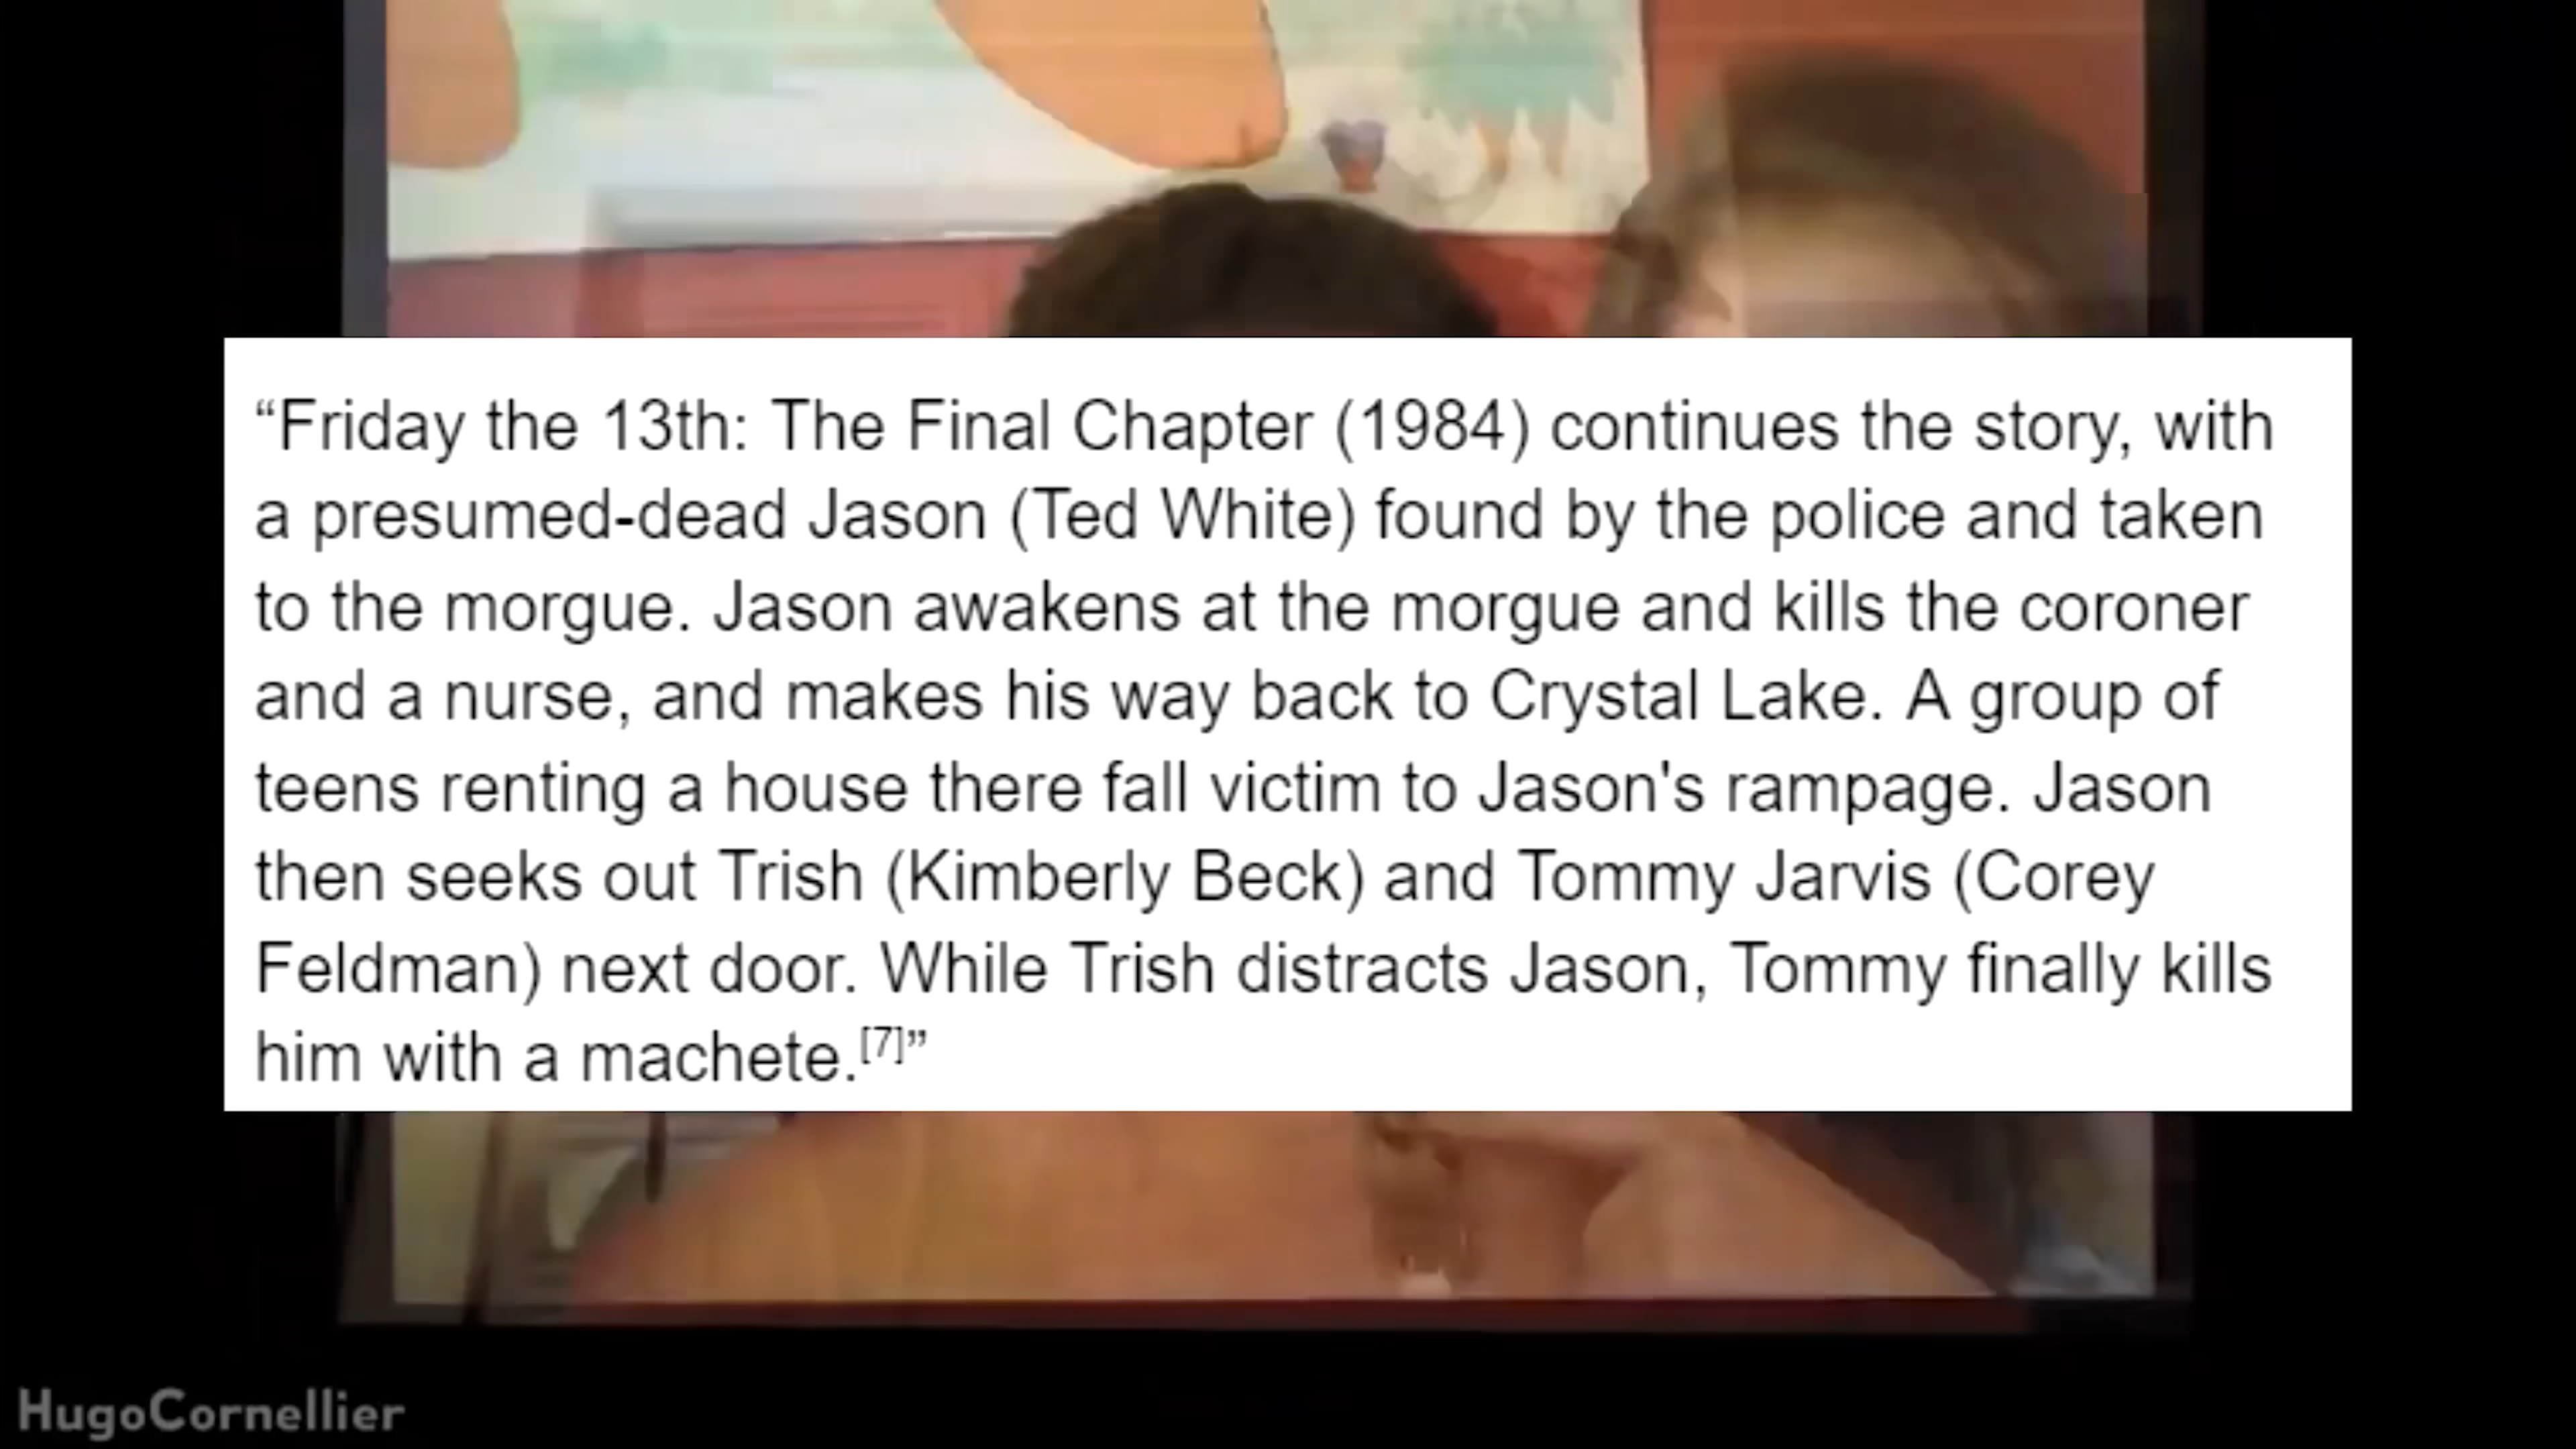 “Friday the 13th: The Final Chapter (1984) continues the story, with
a presumed-dead Jason (Ted White) found by the police and taken
to the morgue. Jason awakens at the morgue and kills the coroner
and a nurse, and makes his way back to Crystal Lake. A group of
teens renting a house there fall victim to Jason's rampage. Jason
then seeks out Trish (Kimberly Beck) and Tommy Jarvis (Corey
Feldman) next door. While Trish distracts Jason, Tommy finally kills
him with a machete.[7]”
HugoCornellier